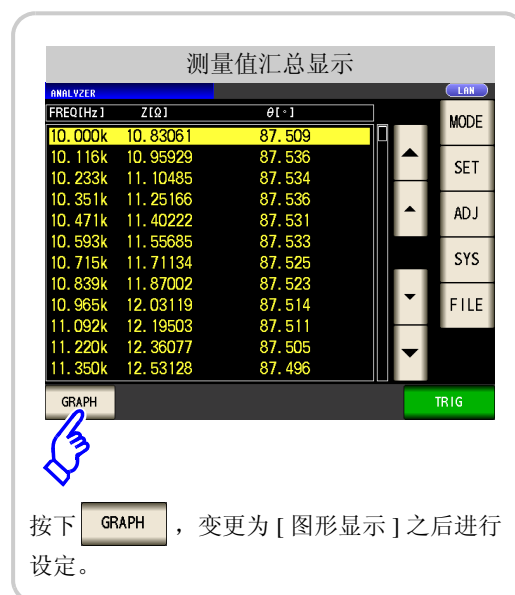 测量值汇总显示
ANALYZER LAN
FREQ[Hz] Z[Ω] θ[°]
10.000k 10.83061 87.509
10.116k 10.95929 87.536
10.233k 11.10485 87.534
10.351k 11.25166 87.536
10.471k 11.40222 87.531
10.593k 11.55685 87.533
10.715k 11.71134 87.525
10.839k 11.87002 87.523
10.965k 12.03119 87.514
11.092k 12.19503 87.511
11.220k 12.36077 87.505
11.350k 12.53128 87.496
MODE
SET
ADJ
SYS
FILE
GRAPH TRIG
按下 GRAPH ，变更为 [ 图形显示 ] 之后进行
设定。